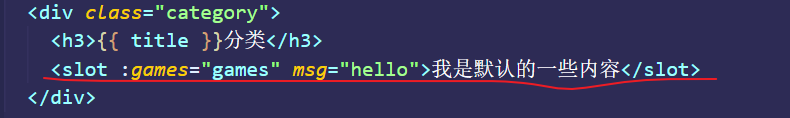 <div class="category">
<h3>{{ title }}分类</h3>
<slot :games="games" msg="hello">我是默认的一些内容</slot>
</div>